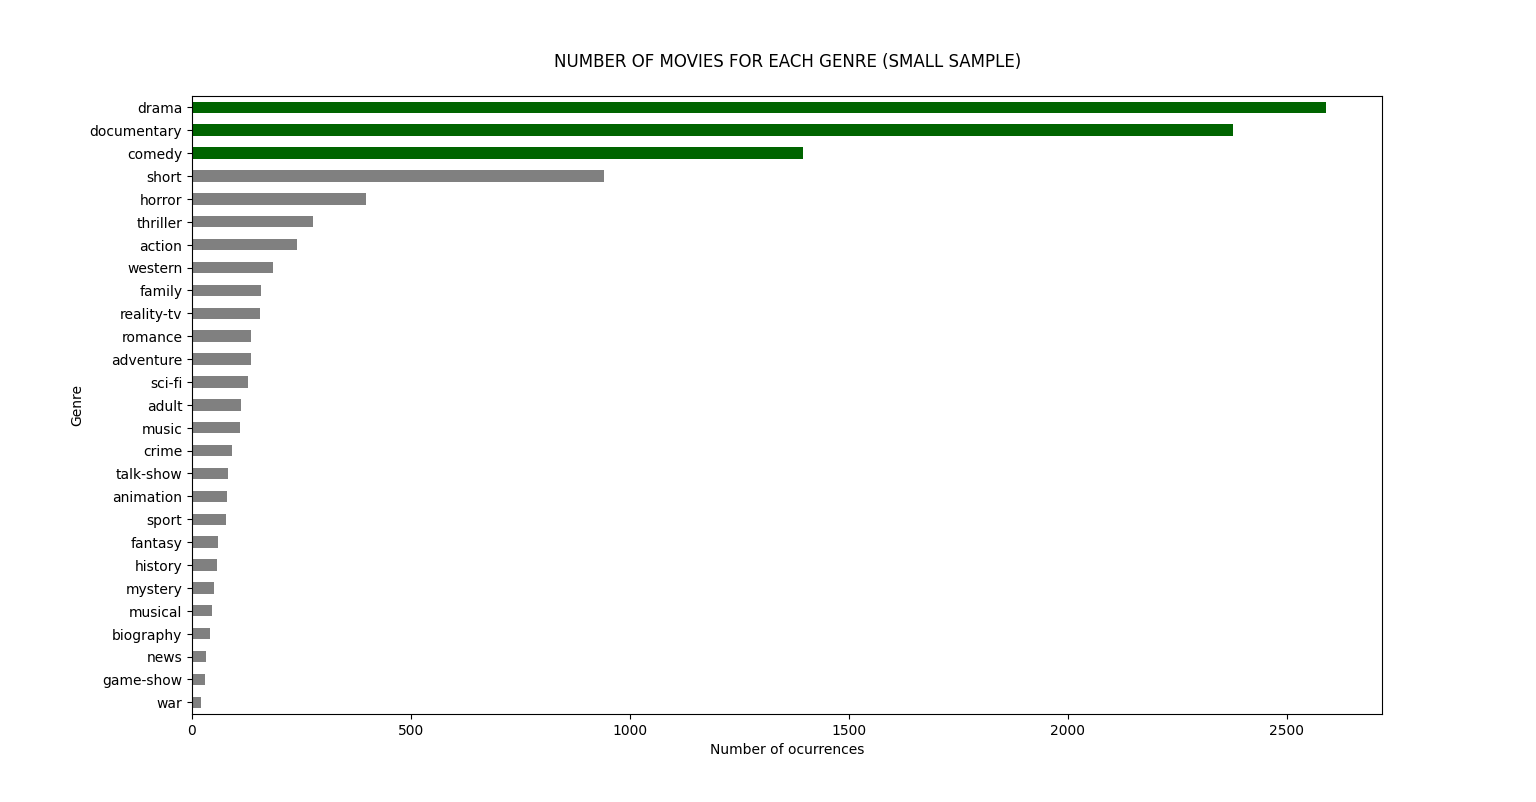 NUMBER OF MOVIES FOR EACH GENRE (SMALL SAMPLE)
drama
documentary
comedy
short
horror
thriller
action
western
family
reality-tv
romance
adventure
sci-fi
adult
music
crime
talk-show
animation
sport
fantasy
history
mystery
musical
biography
news
game-show
war
Genre
0 500 1000 1500 2000 2500
Number of ocurrences